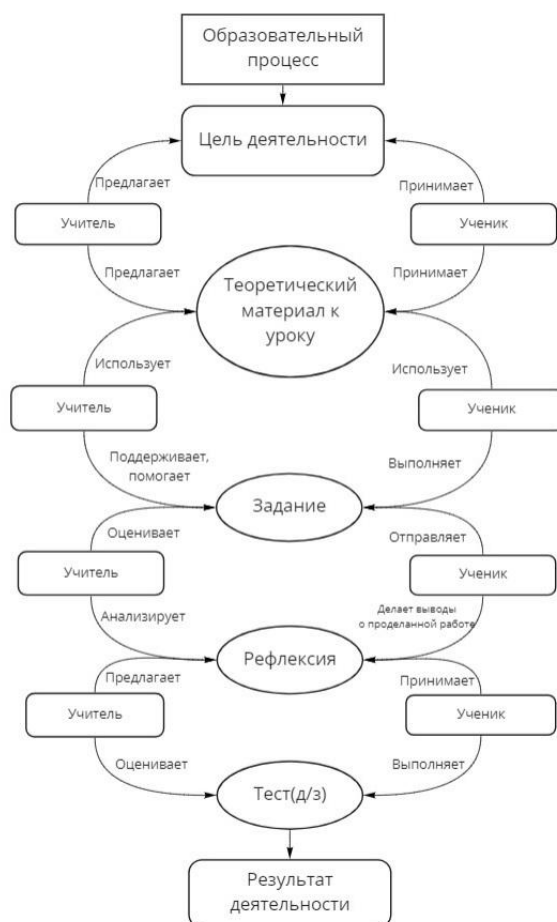 Образовательный
процесс
Цель деятельности
Предлагает
Принимает
Учитель
Ученик
Предлагает
Принимает
Теоретический
материал к
уроку
Использует
Использует
Учитель
Ученик
Поддерживает,
помогает
Выполняет
Задание
Оценивает
Отправляет
Учитель
Ученик
Анализирует
Делает выводы
о проделанной работе
Рефлексия
Предлагает
Принимает
Учитель
Ученик
Оценивает
Выполняет
Тест(д/з)
Результат
деятельности